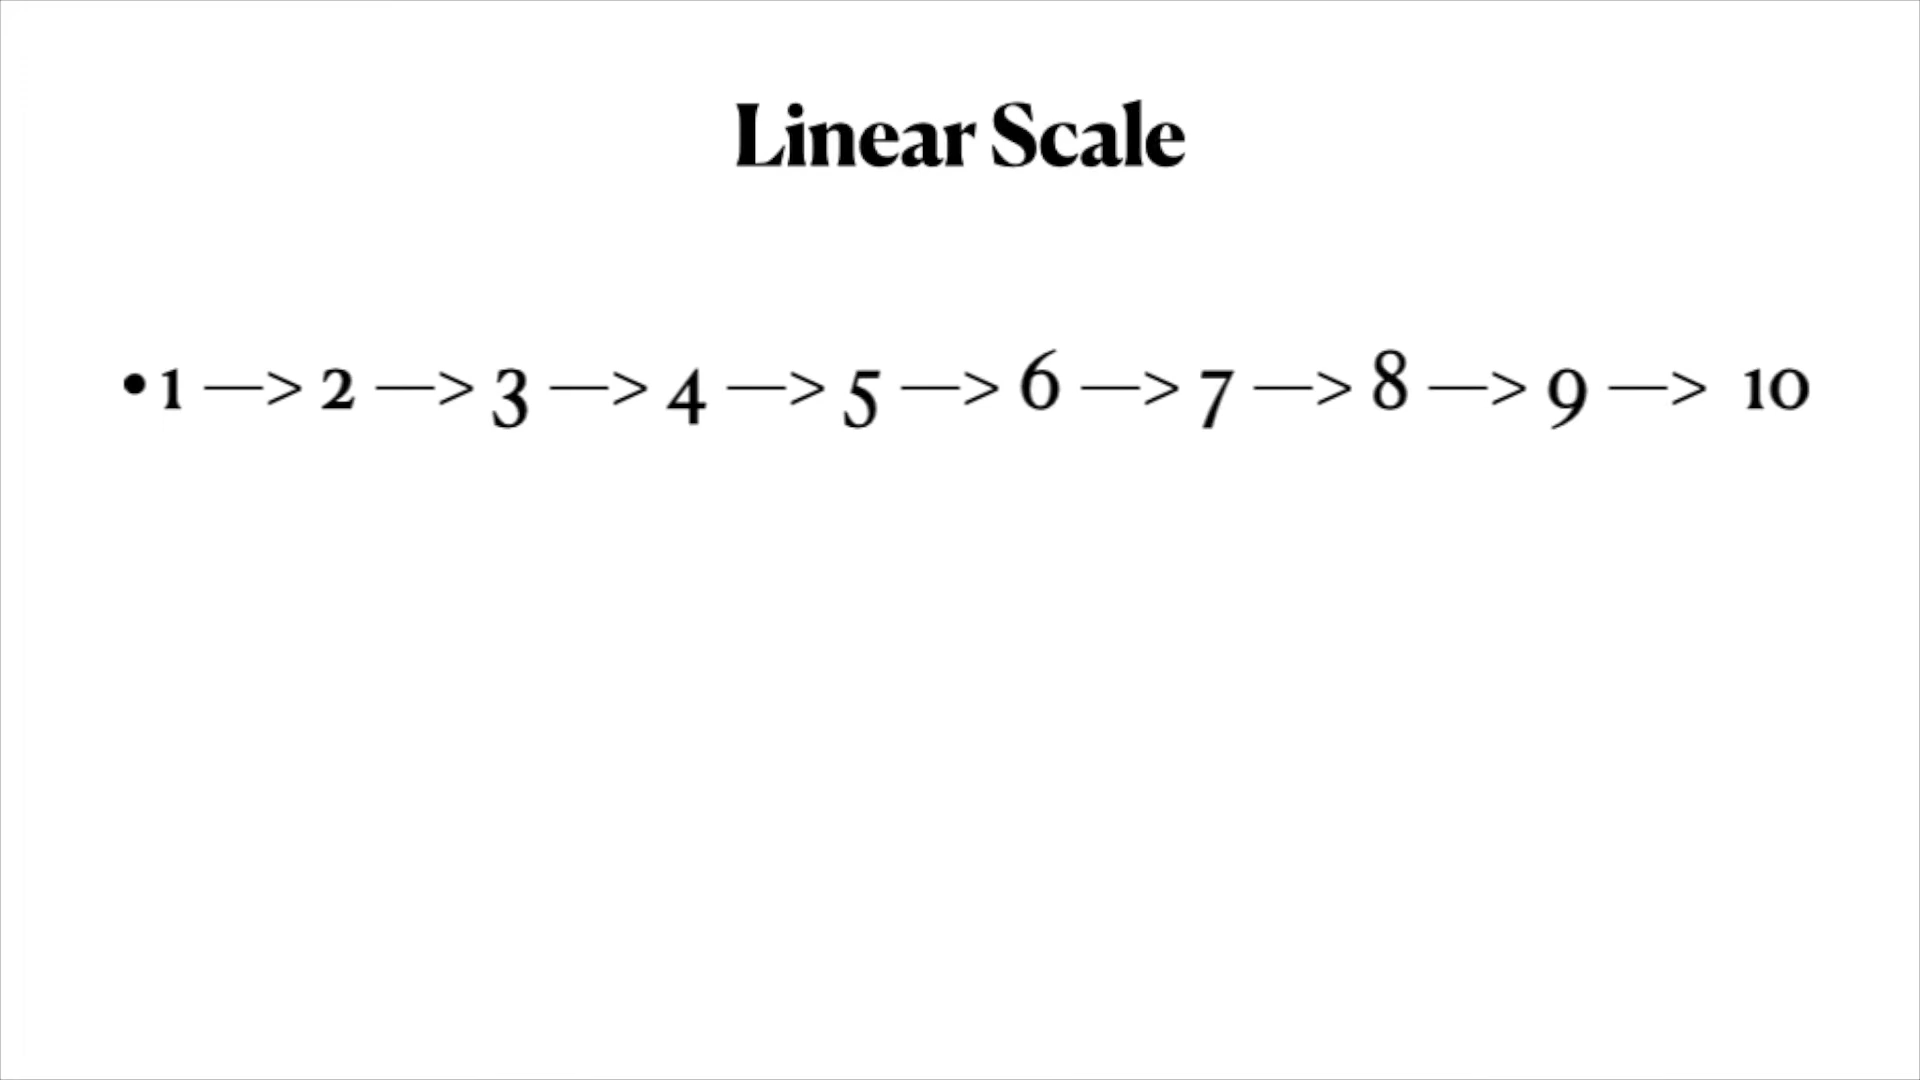 Linear Scale
•1 —> 2 —> 3 —> 4 —> 5 —> 6 —> 7 —> 8 —> 9 —> 10